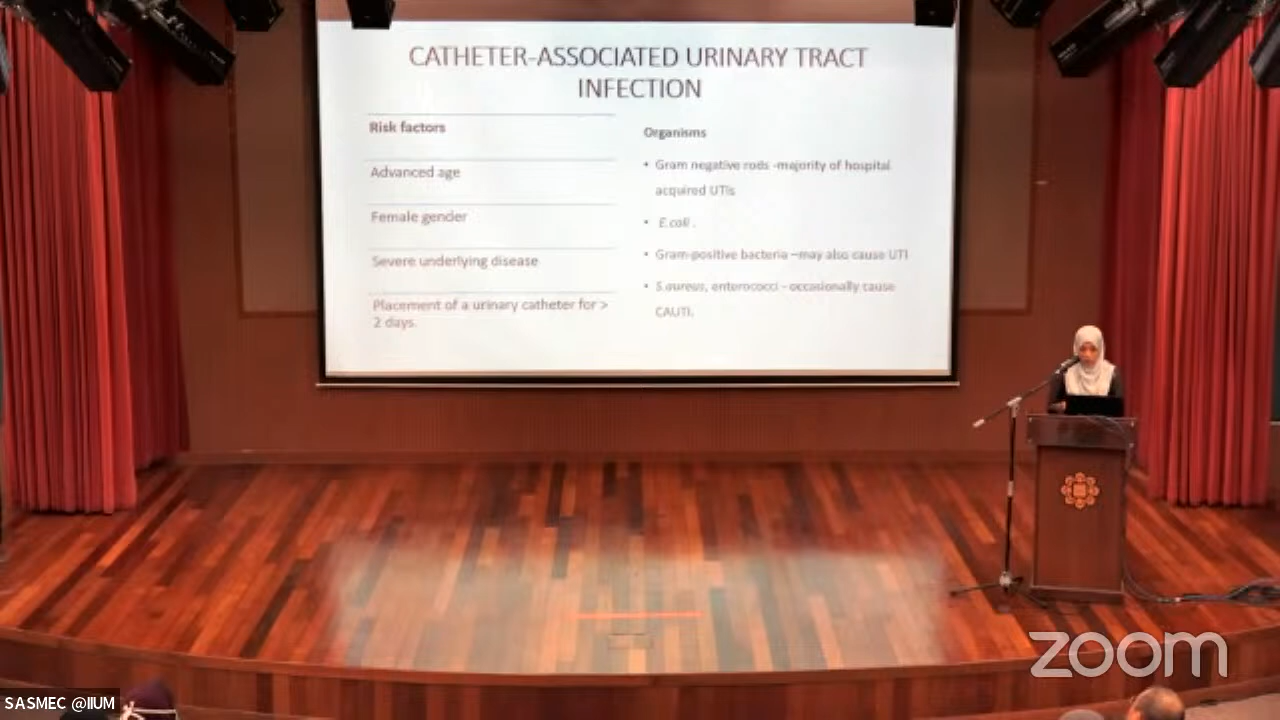 CATHETER-ASSOCIATED URINARY TRACT
INFECTION
Risk factors
Advanced age
Female gender
Severe underlying disease
Placement of a urinary catheter for >
2 days.
Organisms
• Gram negative rods -majority of hospital
acquired UTIs
• E.coli .
• Gram-positive bacteria –may also cause UTI
• S.aureus, enterococci - occasionally cause
CAUTI.
zoom
SASMEC @IIUM